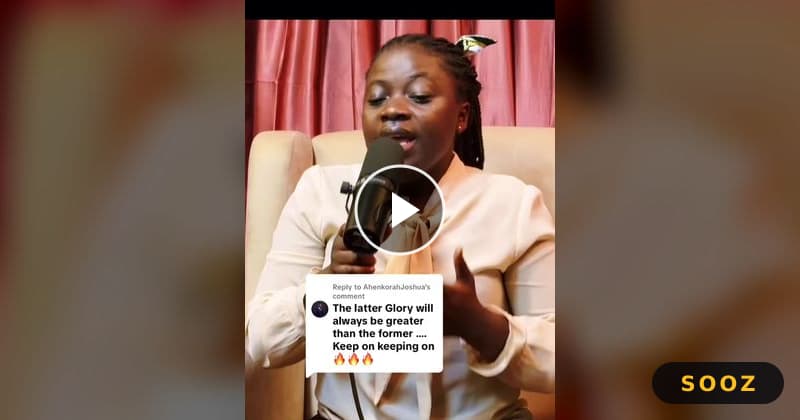 Reply to AhenkorahJoshua's
comment
The latter Glory will
always be greater
than the former ....
Keep on keeping on
🔥🔥🔥
SOOZ